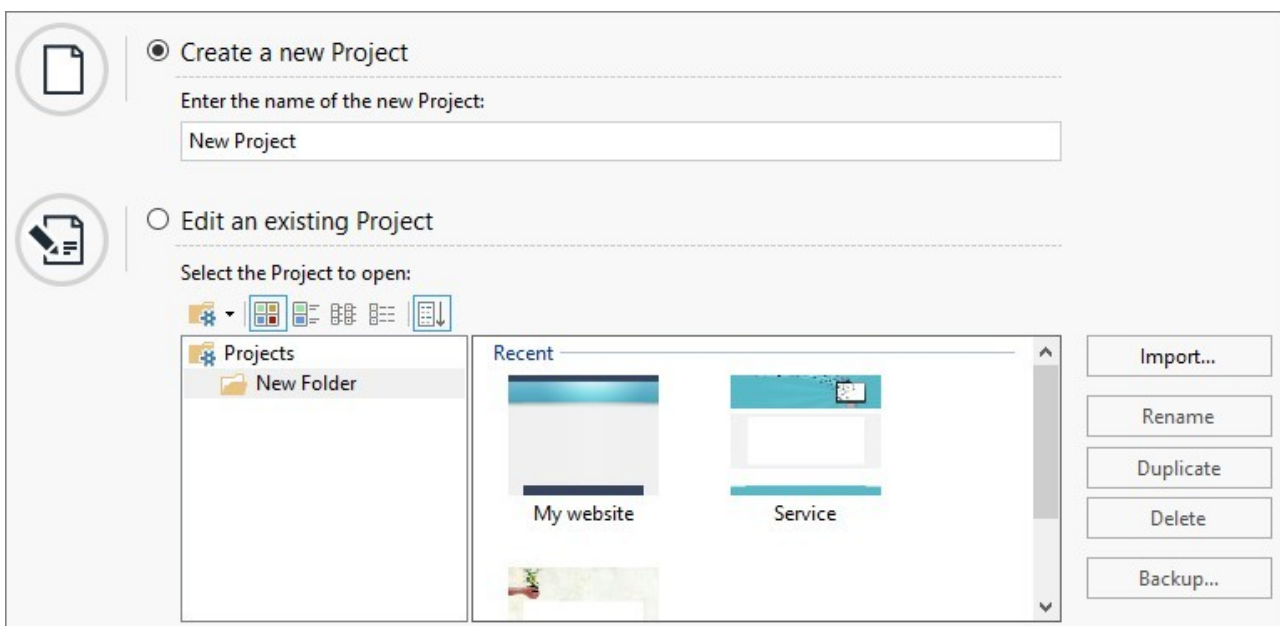 Create a new Project
Enter the name of the new Project:
New Project
Edit an existing Project
Select the Project to open:
Projects
New Folder
Recent
My website
Service
Import...
Rename
Duplicate
Delete
Backup...